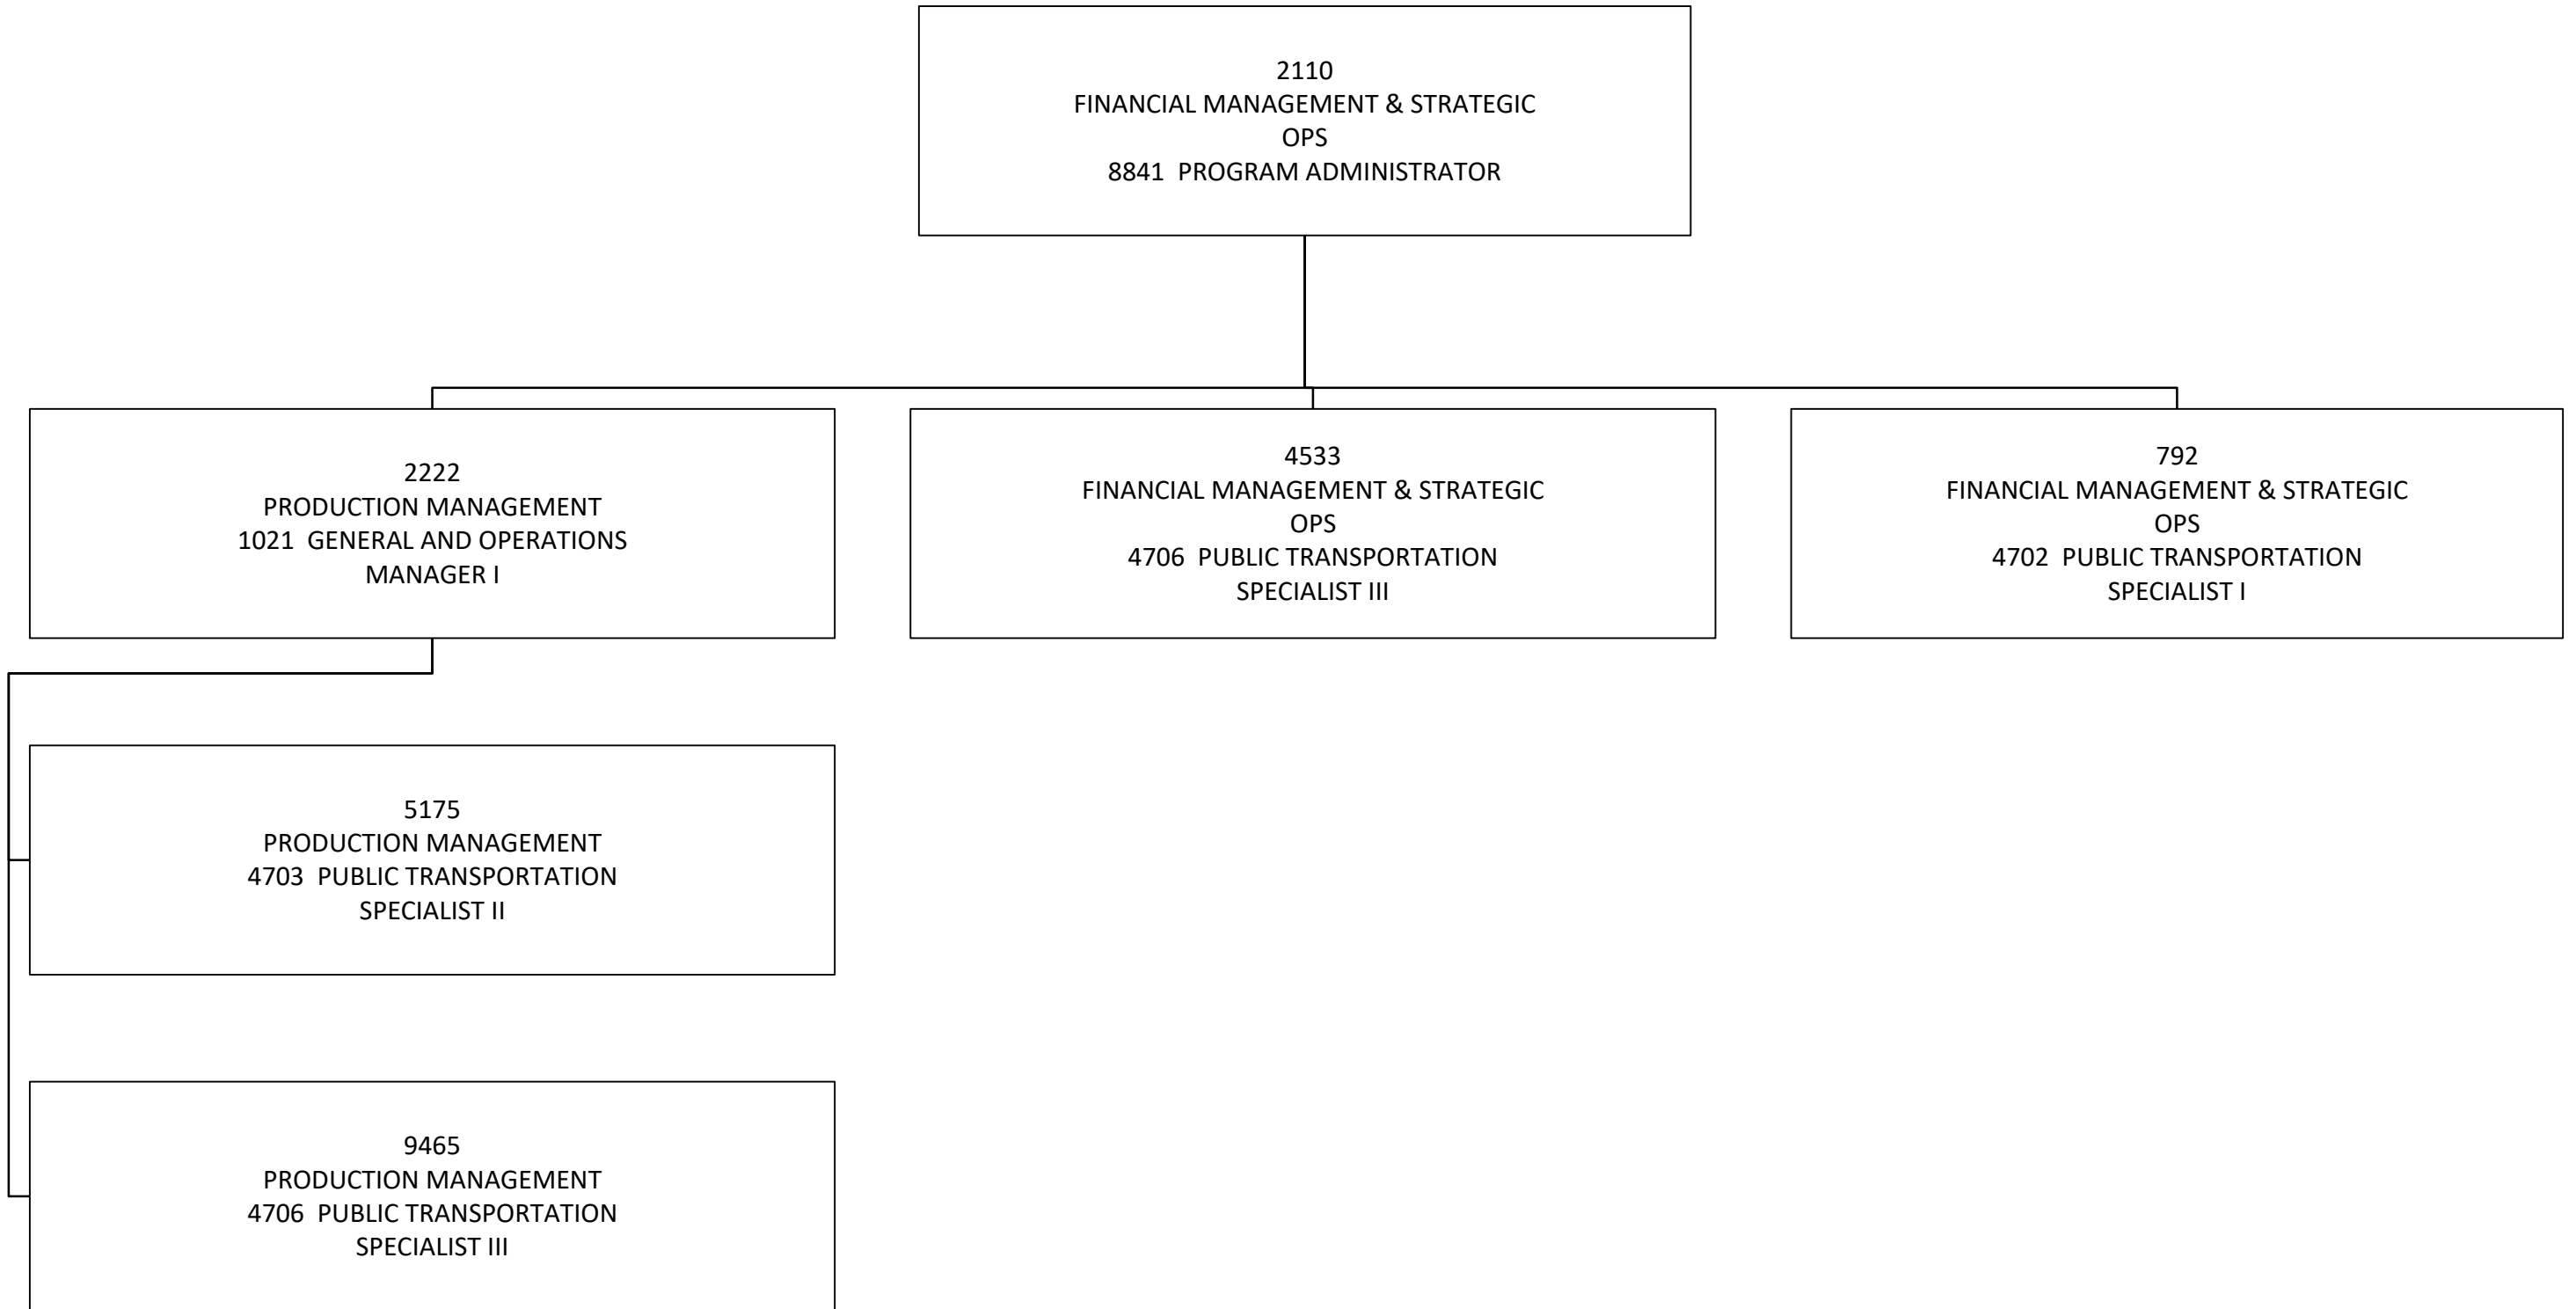 2110
FINANCIAL MANAGEMENT & STRATEGIC
OPS
8841  PROGRAM ADMINISTRATOR
2222
PRODUCTION MANAGEMENT
1021  GENERAL AND OPERATIONS
MANAGER I
4533
FINANCIAL MANAGEMENT & STRATEGIC
OPS
4706  PUBLIC TRANSPORTATION
SPECIALIST III
792
FINANCIAL MANAGEMENT & STRATEGIC
OPS
4702  PUBLIC TRANSPORTATION
SPECIALIST I
5175
PRODUCTION MANAGEMENT
4703  PUBLIC TRANSPORTATION
SPECIALIST II
9465
PRODUCTION MANAGEMENT
4706  PUBLIC TRANSPORTATION
SPECIALIST III